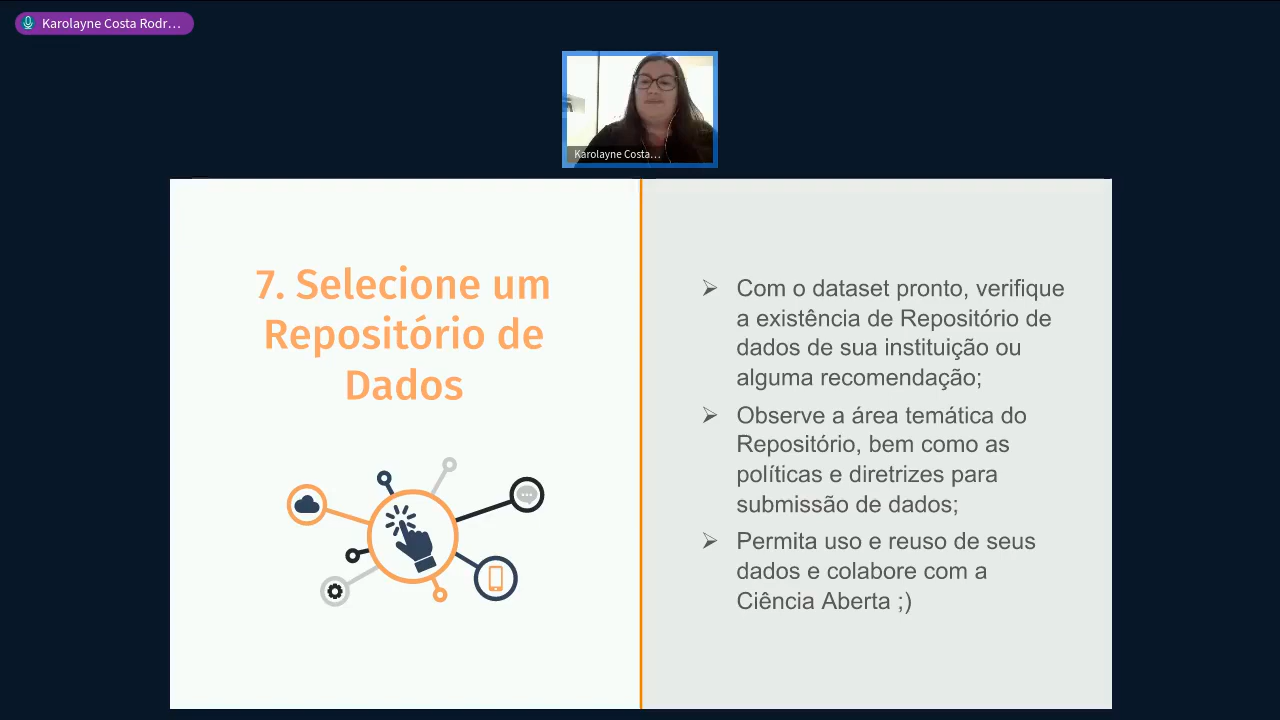 Karolayne Costa Rodr…
Karolayne Costa…
7. Selecione um
Repositório de
Dados
➢ Com o dataset pronto, verifique
a existência de Repositório de
dados de sua instituição ou
alguma recomendação;
➢ Observe a área temática do
Repositório, bem como as
políticas e diretrizes para
submissão de dados;
➢ Permita uso e reuso de seus
dados e colabore com a
Ciência Aberta ;)